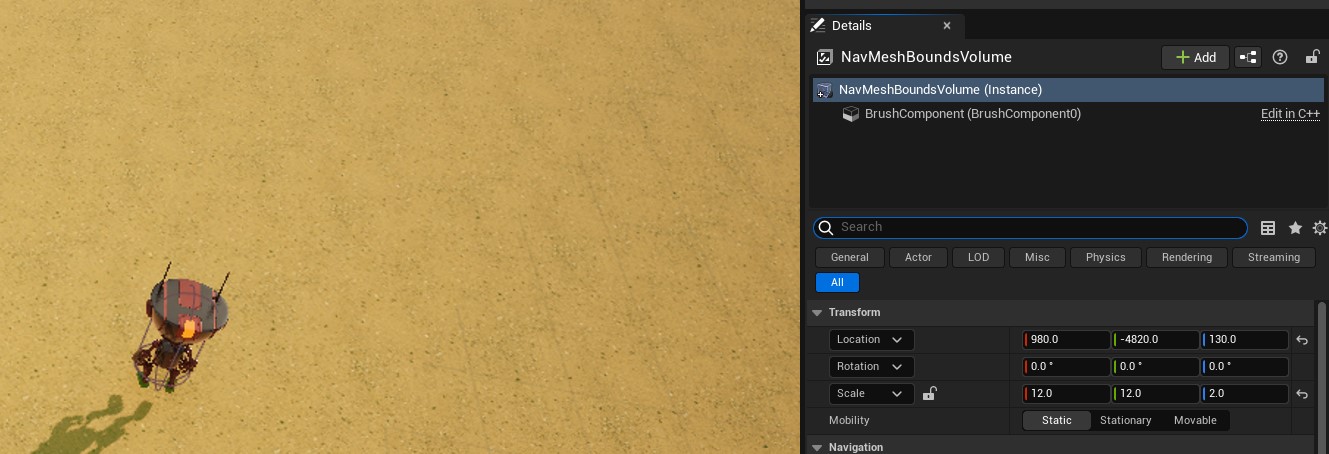 Details
NavMeshBoundsVolume
Add
NavMeshBoundsVolume (Instance)
BrushComponent (BrushComponent0) Edit in C++
Search
General Actor LOD Misc Physics Rendering Streaming
All
Transform
Location 980.0 -4820.0 130.0
Rotation 0.0 ° 0.0 ° 0.0 °
Scale 12.0 12.0 2.0
Mobility Static Stationary Movable
Navigation